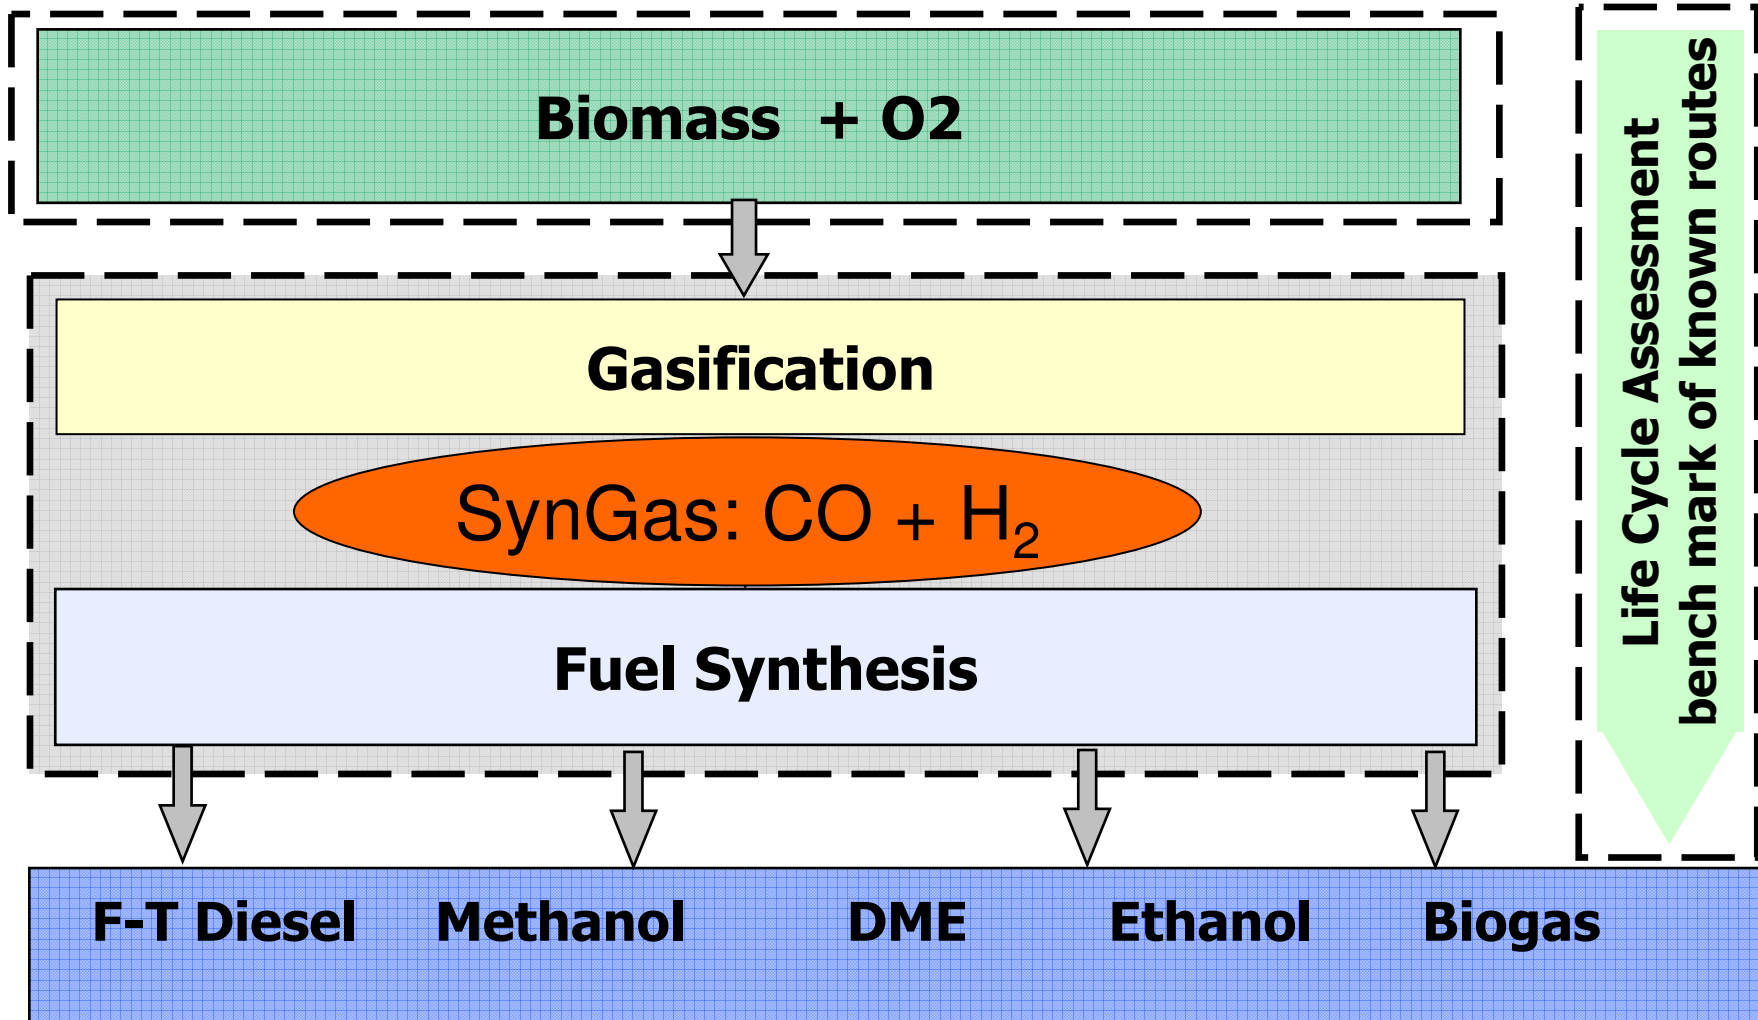 Biomass + O2
Gasification
SynGas: CO + H₂
Fuel Synthesis
F-T Diesel Methanol DME Ethanol Biogas
Life Cycle Assessment
bench mark of known routes